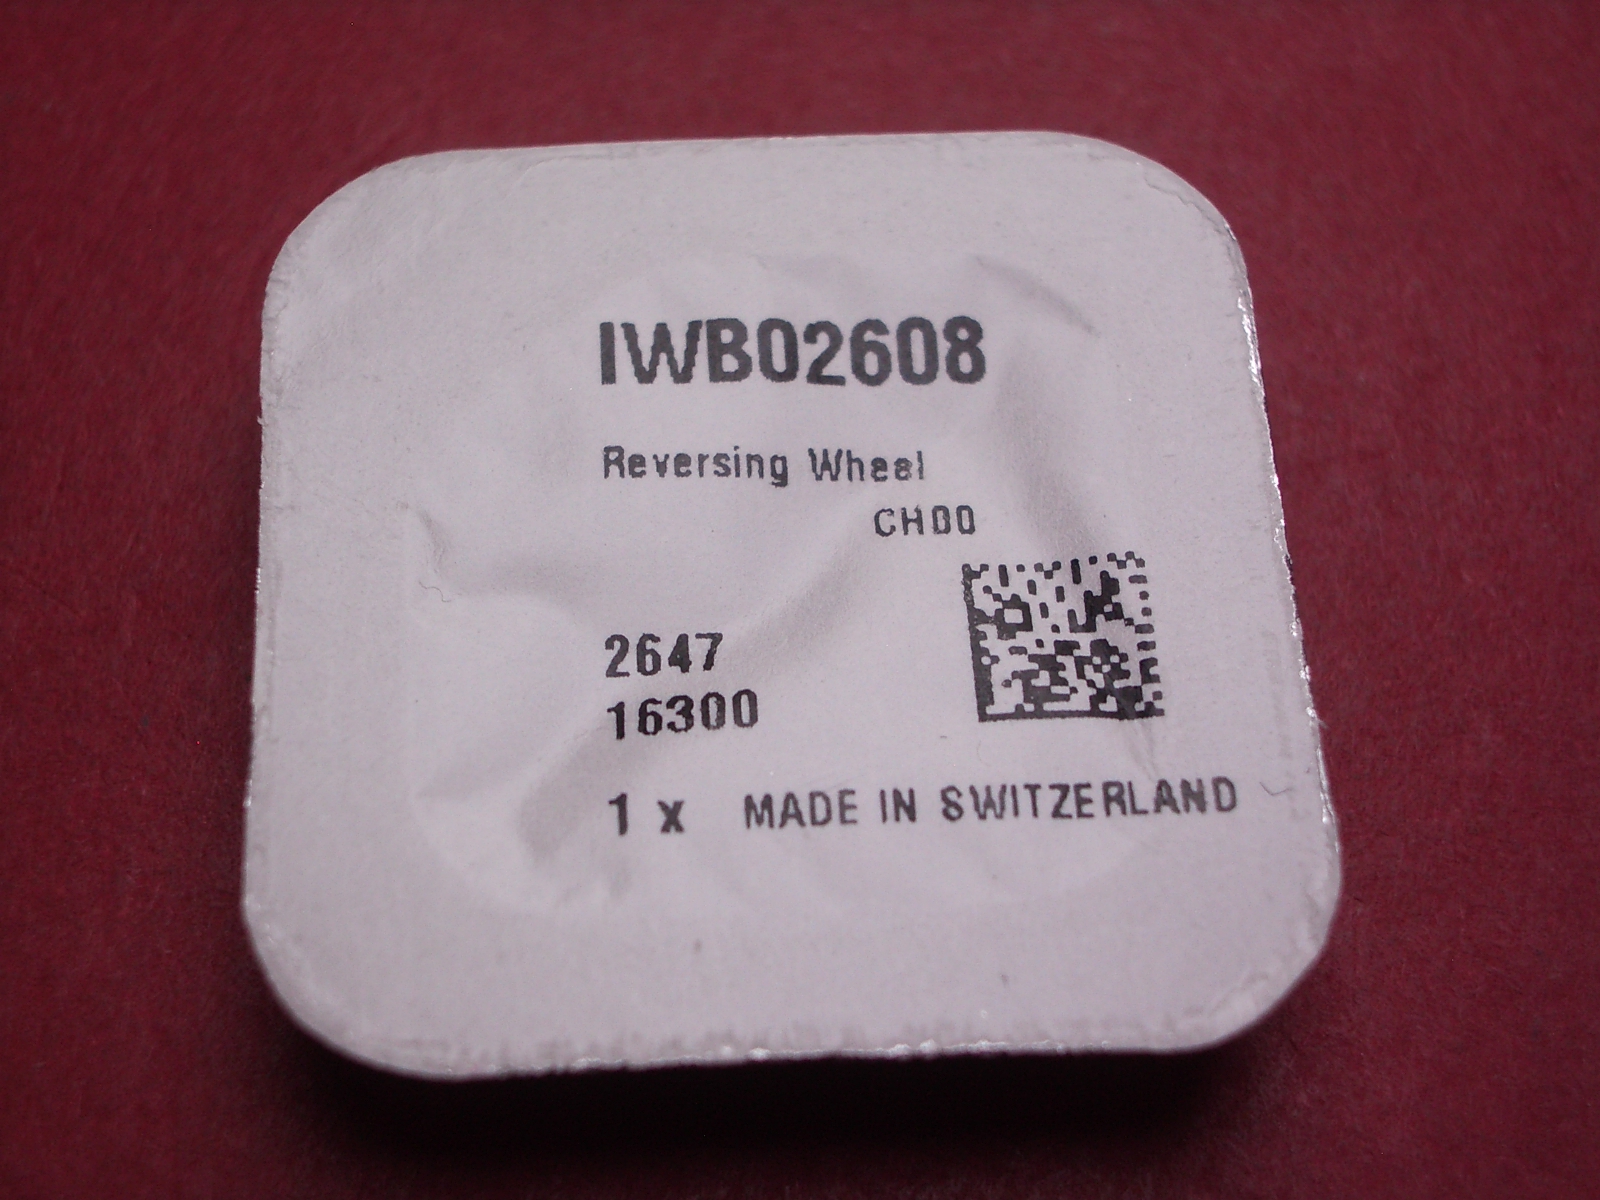 IWB02608
Reversing Wheel
CH00
2647
16300
1 x MADE IN SWITZERLAND